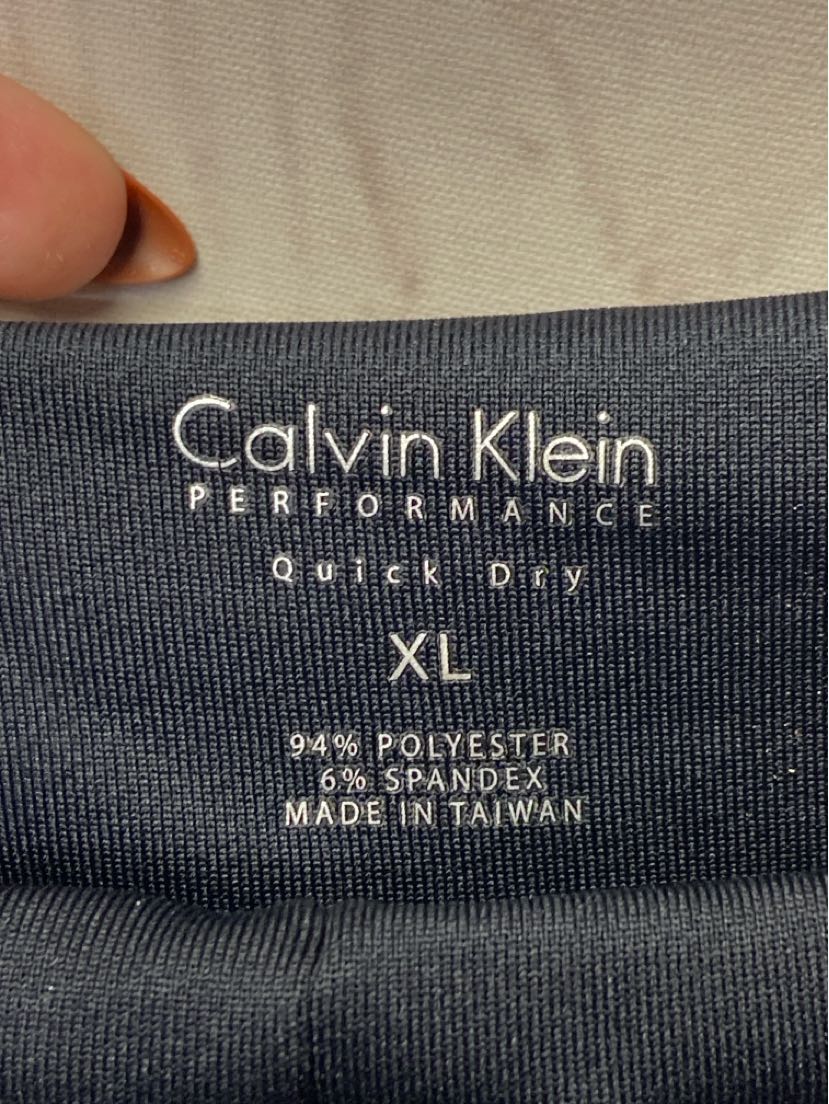 Calvin Klein
PERFORMANCE
Quick Dry
XL
94% POLYESTER
6% SPANDEX
MADE IN TAIWAN